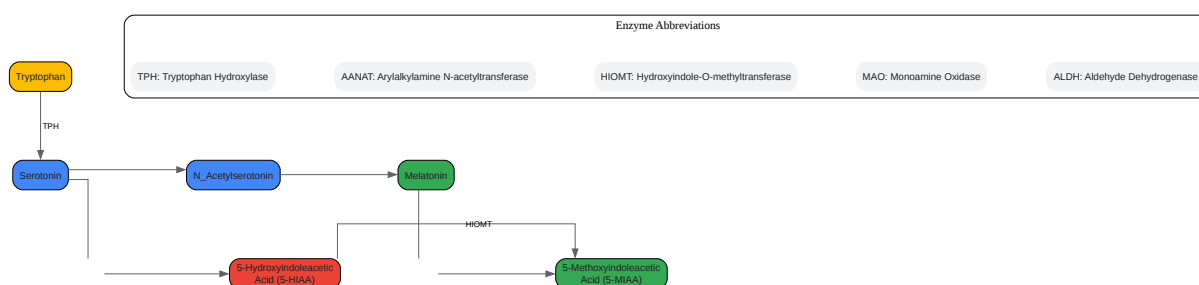 Enzyme Abbreviations
Tryptophan
TPH: Tryptophan Hydroxylase
AANAT: Arylalkylamine N-acetyltransferase
HIOMT: Hydroxyindole-O-methyltransferase
MAO: Monoamine Oxidase
ALDH: Aldehyde Dehydrogenase
TPH
Serotonin
N_Acetylserotonin
Melatonin
HIOMT
5-Hydroxyindoleacetic
Acid (5-HIAA)
5-Methoxyindoleacetic
Acid (5-MIAA)